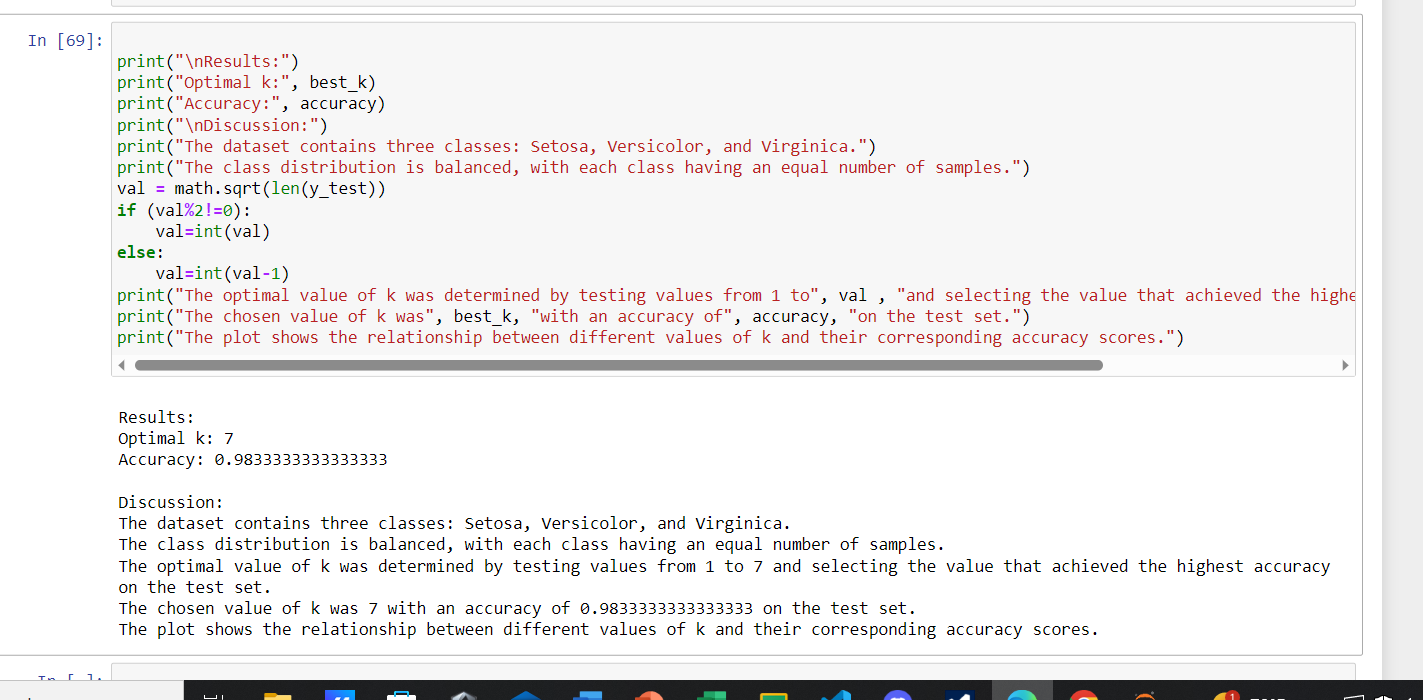 In [69]:
print("\nResults:")
print("Optimal k:", best_k)
print("Accuracy:", accuracy)
print("\nDiscussion:")
print("The dataset contains three classes: Setosa, Versicolor, and Virginica.")
print("The class distribution is balanced, with each class having an equal number of samples.")
val = math.sqrt(len(y_test))
if (val%2!=0):
    val=int(val)
else:
    val=int(val-1)
print("The optimal value of k was determined by testing values from 1 to", val , "and selecting the value that achieved the highe
print("The chosen value of k was", best_k, "with an accuracy of", accuracy, "on the test set.")
print("The plot shows the relationship between different values of k and their corresponding accuracy scores.")
Results:
Optimal k: 7
Accuracy: 0.9833333333333333
Discussion:
The dataset contains three classes: Setosa, Versicolor, and Virginica.
The class distribution is balanced, with each class having an equal number of samples.
The optimal value of k was determined by testing values from 1 to 7 and selecting the value that achieved the highest accuracy
on the test set.
The chosen value of k was 7 with an accuracy of 0.9833333333333333 on the test set.
The plot shows the relationship between different values of k and their corresponding accuracy scores.
In [ ]:
1